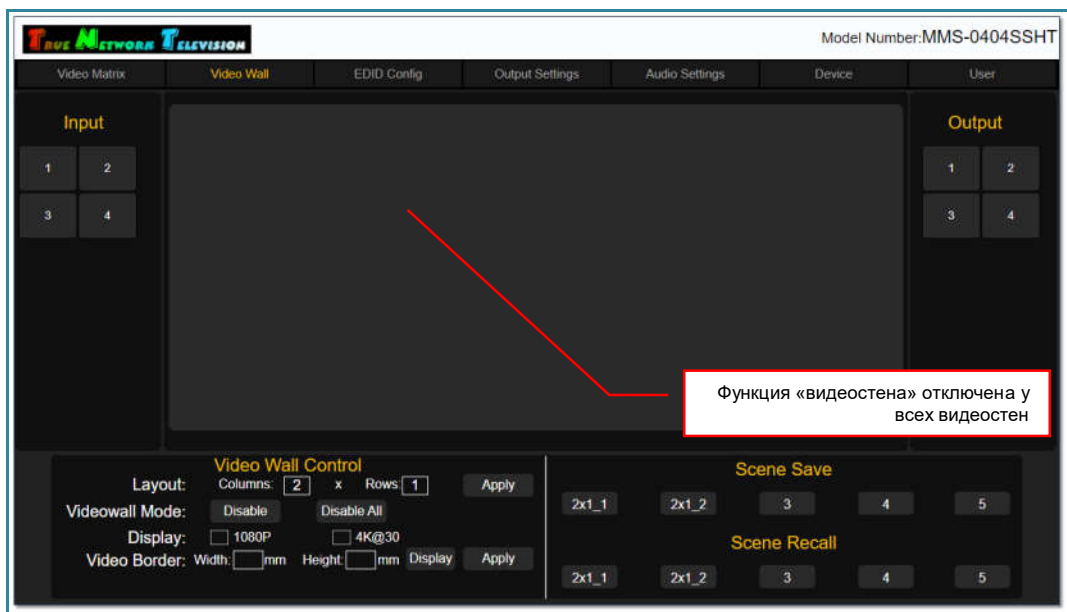 TRUE NETWORK TELEVISION
Model Number:MMS-0404SSHT
Video Matrix Video Wall EDID Config Output Settings Audio Settings Device User
Input
1 2
3 4
Output
1 2
3 4
Функция «видеостена» отключена у
всех видеостен
Video Wall Control
Layout: Columns: 2 x Rows: 1 Apply
Videowall Mode: Disable Disable All
Display: 1080P 4K@30
Video Border: Width: mm Height: mm Display Apply
Scene Save
2x1_1 2x1_2 3 4 5
Scene Recall
2x1_1 2x1_2 3 4 5